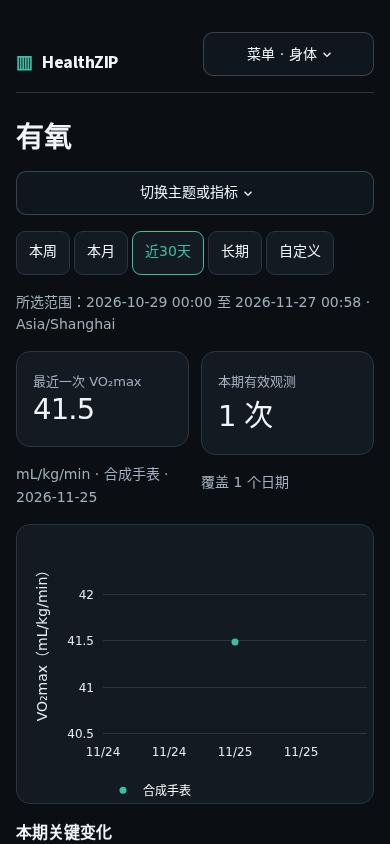 HealthZIP
菜单 · 身体
有氧
切换主题或指标
本周
本月
近30天
长期
自定义
所选范围：2026-10-29 00:00 至 2026-11-27 00:58 ·
Asia/Shanghai
最近一次 VO₂max
41.5
mL/kg/min · 合成手表 ·
2026-11-25
本期有效观测
1 次
覆盖 1 个日期
VO₂max（mL/kg/min）
42
41.5
41
40.5
11/24
11/24
11/25
11/25
合成手表
本期关键变化